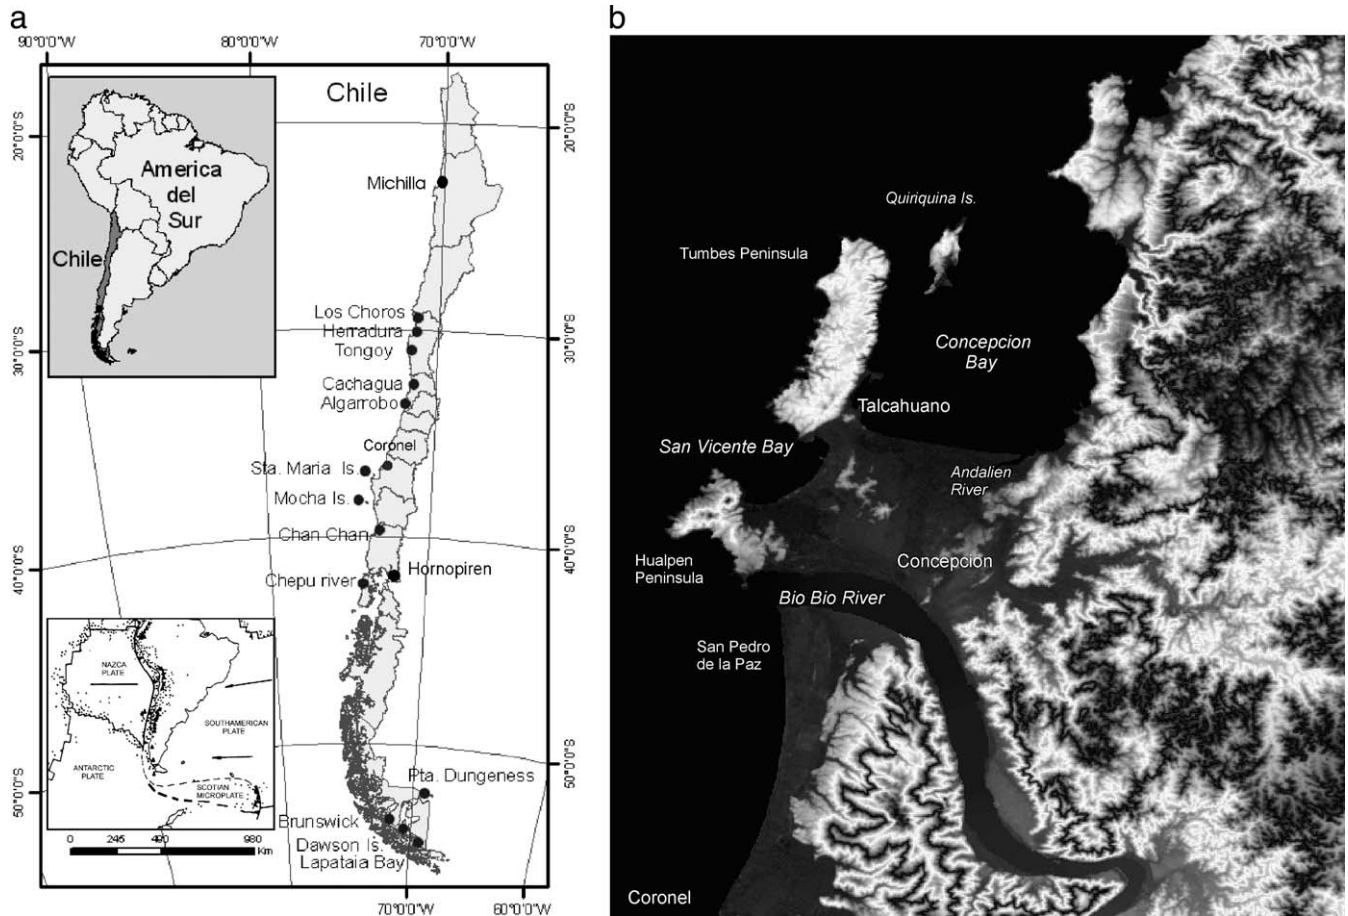 a
90°0'0"W
80°0'0"W
70°0'0"W
Chile
20°0'0"S
20°0'0"S
America
del
Sur
Chile
Michilla
Los Choros
Herradura
Tongoy
30°0'0"S
30°0'0"S
Cachagua
Algarrobo
Coronel
Sta. Maria Is.
Mocha Is.
Chan Chan
Hornopiren
Chepu river
40°0'0"S
40°0'0"S
NAZCA
PLATE
SOUTHAMERICAN
PLATE
ANTARCTIC
PLATE
SCOTIAN
MICROPLATE
50°0'0"S
50°0'0"S
Pta. Dungeness
Brunswick
Dawson Is.
Lapataia Bay
0 245 490 980
Km
70°0'0"W
60°0'0"W
b
Quiriquina Is.
Tumbes Peninsula
Concepcion
Bay
Talcahuano
San Vicente Bay
Andalien
River
Hualpen
Peninsula
Concepcion
Bio Bio River
San Pedro
de la Paz
Coronel